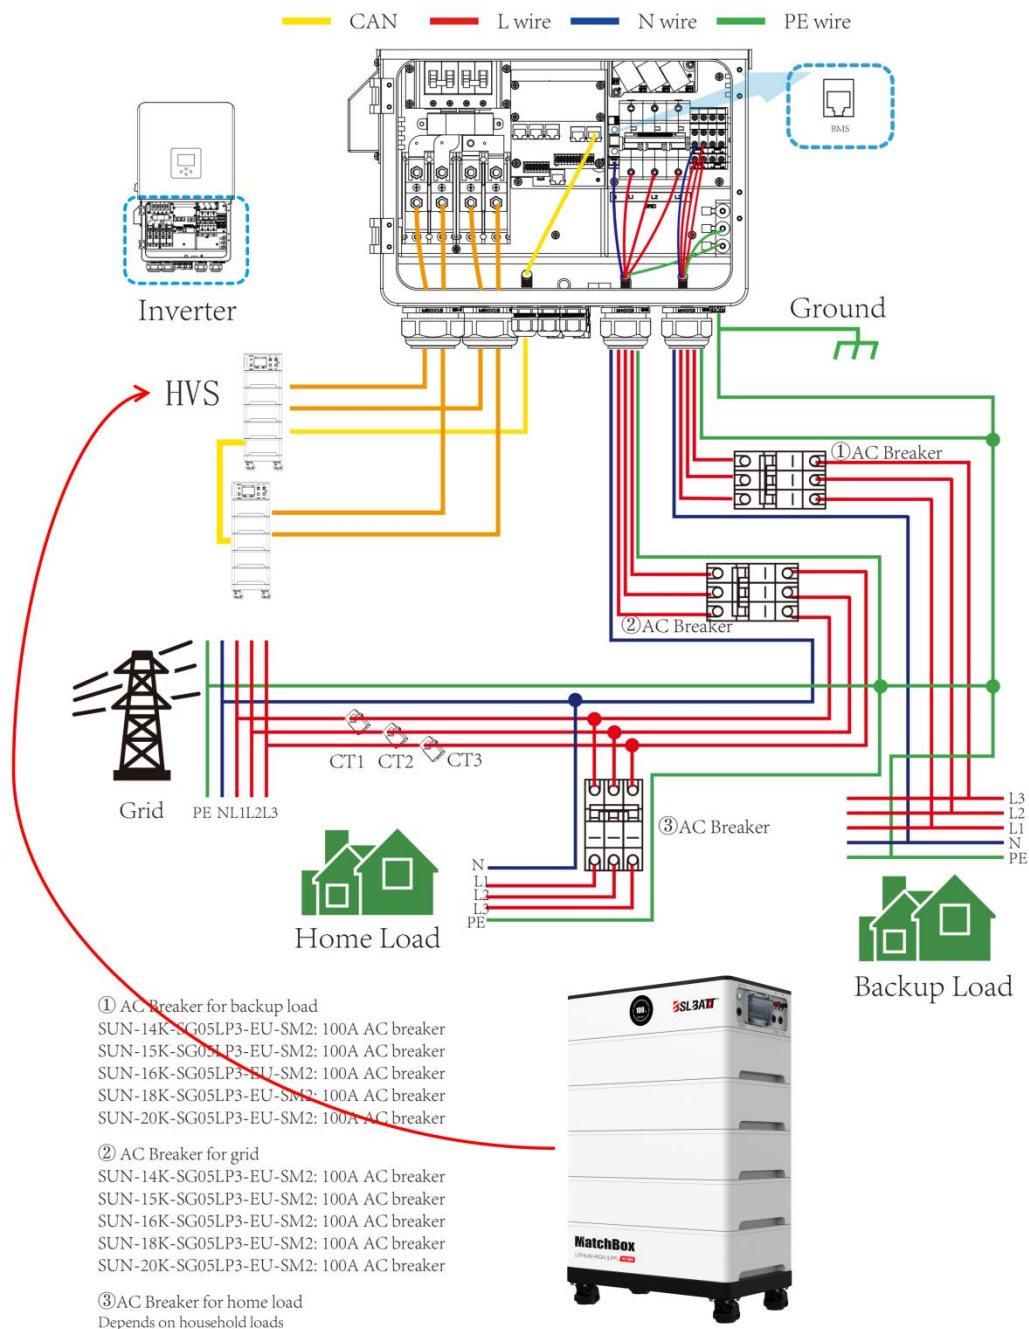 CAN L wire N wire PE wire
BMS
L1 L2 L3
GRID
Inverter
Ground
HVS
①AC Breaker
②AC Breaker
CT1 CT2 CT3
Grid
PE NL1L2L3
③AC Breaker
L3
L2
L1
N
PE
N
L1
L2
L3
PE
Home Load
Backup Load
① AC Breaker for backup load
SUN-14K-SG05LP3-EU-SM2: 100A AC breaker
SUN-15K-SG05LP3-EU-SM2: 100A AC breaker
SUN-16K-SG05LP3-EU-SM2: 100A AC breaker
SUN-18K-SG05LP3-EU-SM2: 100A AC breaker
SUN-20K-SG05LP3-EU-SM2: 100A AC breaker
② AC Breaker for grid
SUN-14K-SG05LP3-EU-SM2: 100A AC breaker
SUN-15K-SG05LP3-EU-SM2: 100A AC breaker
SUN-16K-SG05LP3-EU-SM2: 100A AC breaker
SUN-18K-SG05LP3-EU-SM2: 100A AC breaker
SUN-20K-SG05LP3-EU-SM2: 100A AC breaker
③AC Breaker for home load
Depends on household loads
100
BSLBATT
MatchBox